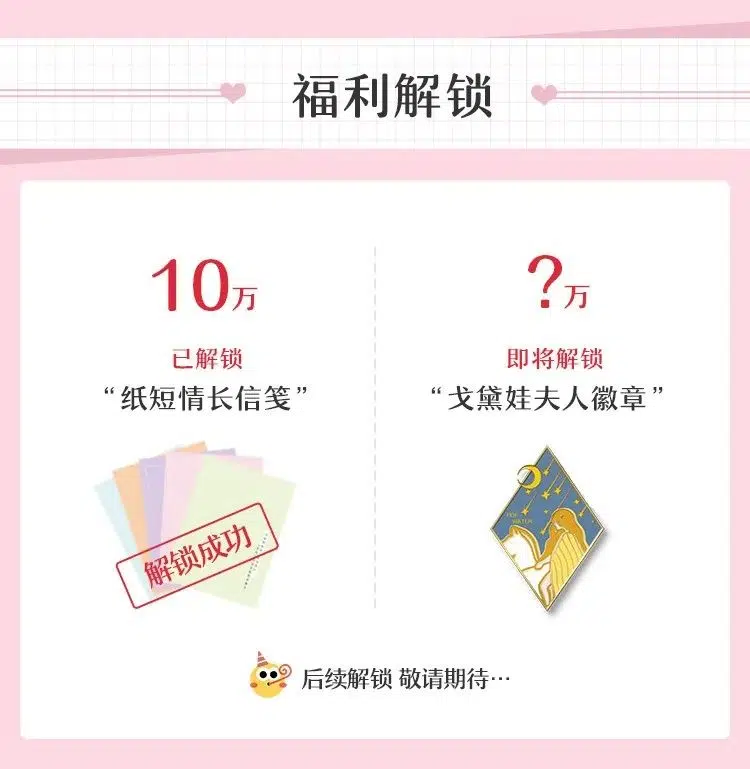 福利解锁
10万
已解锁
“纸短情长信笺”
解锁成功
?万
即将解锁
“戈黛娃夫人徽章”
后续解锁 敬请期待…